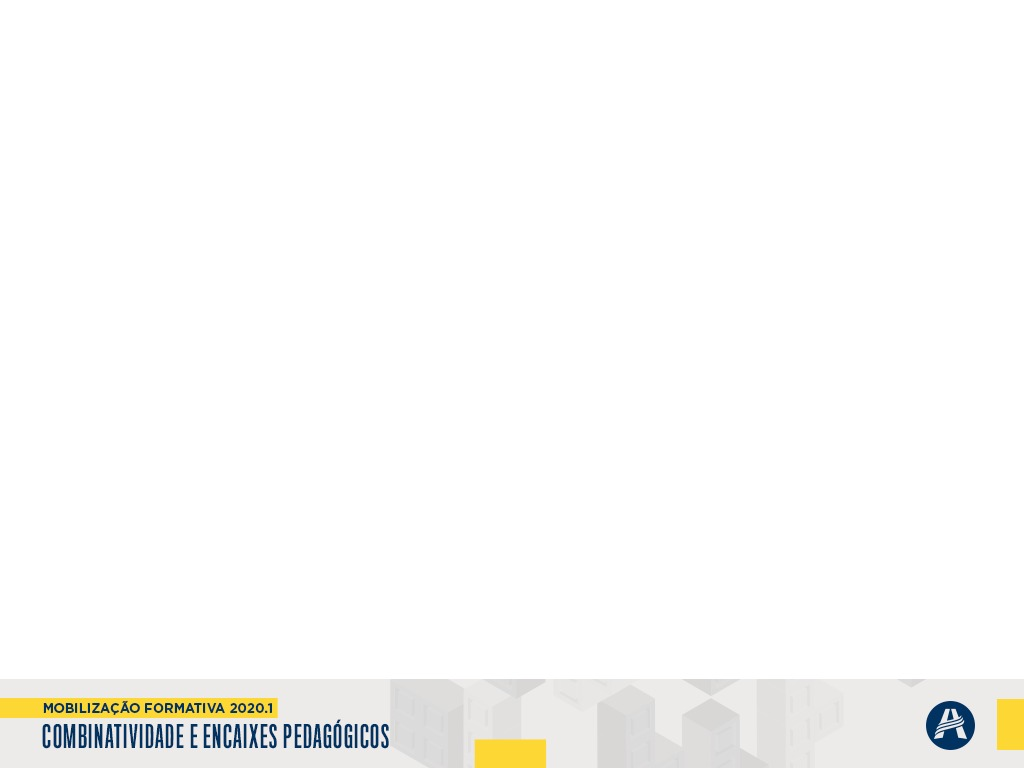 MOBILIZAÇÃO FORMATIVA 2020.1
COMBINATIVIDADE E ENCAIXES PEDAGÓGICOS